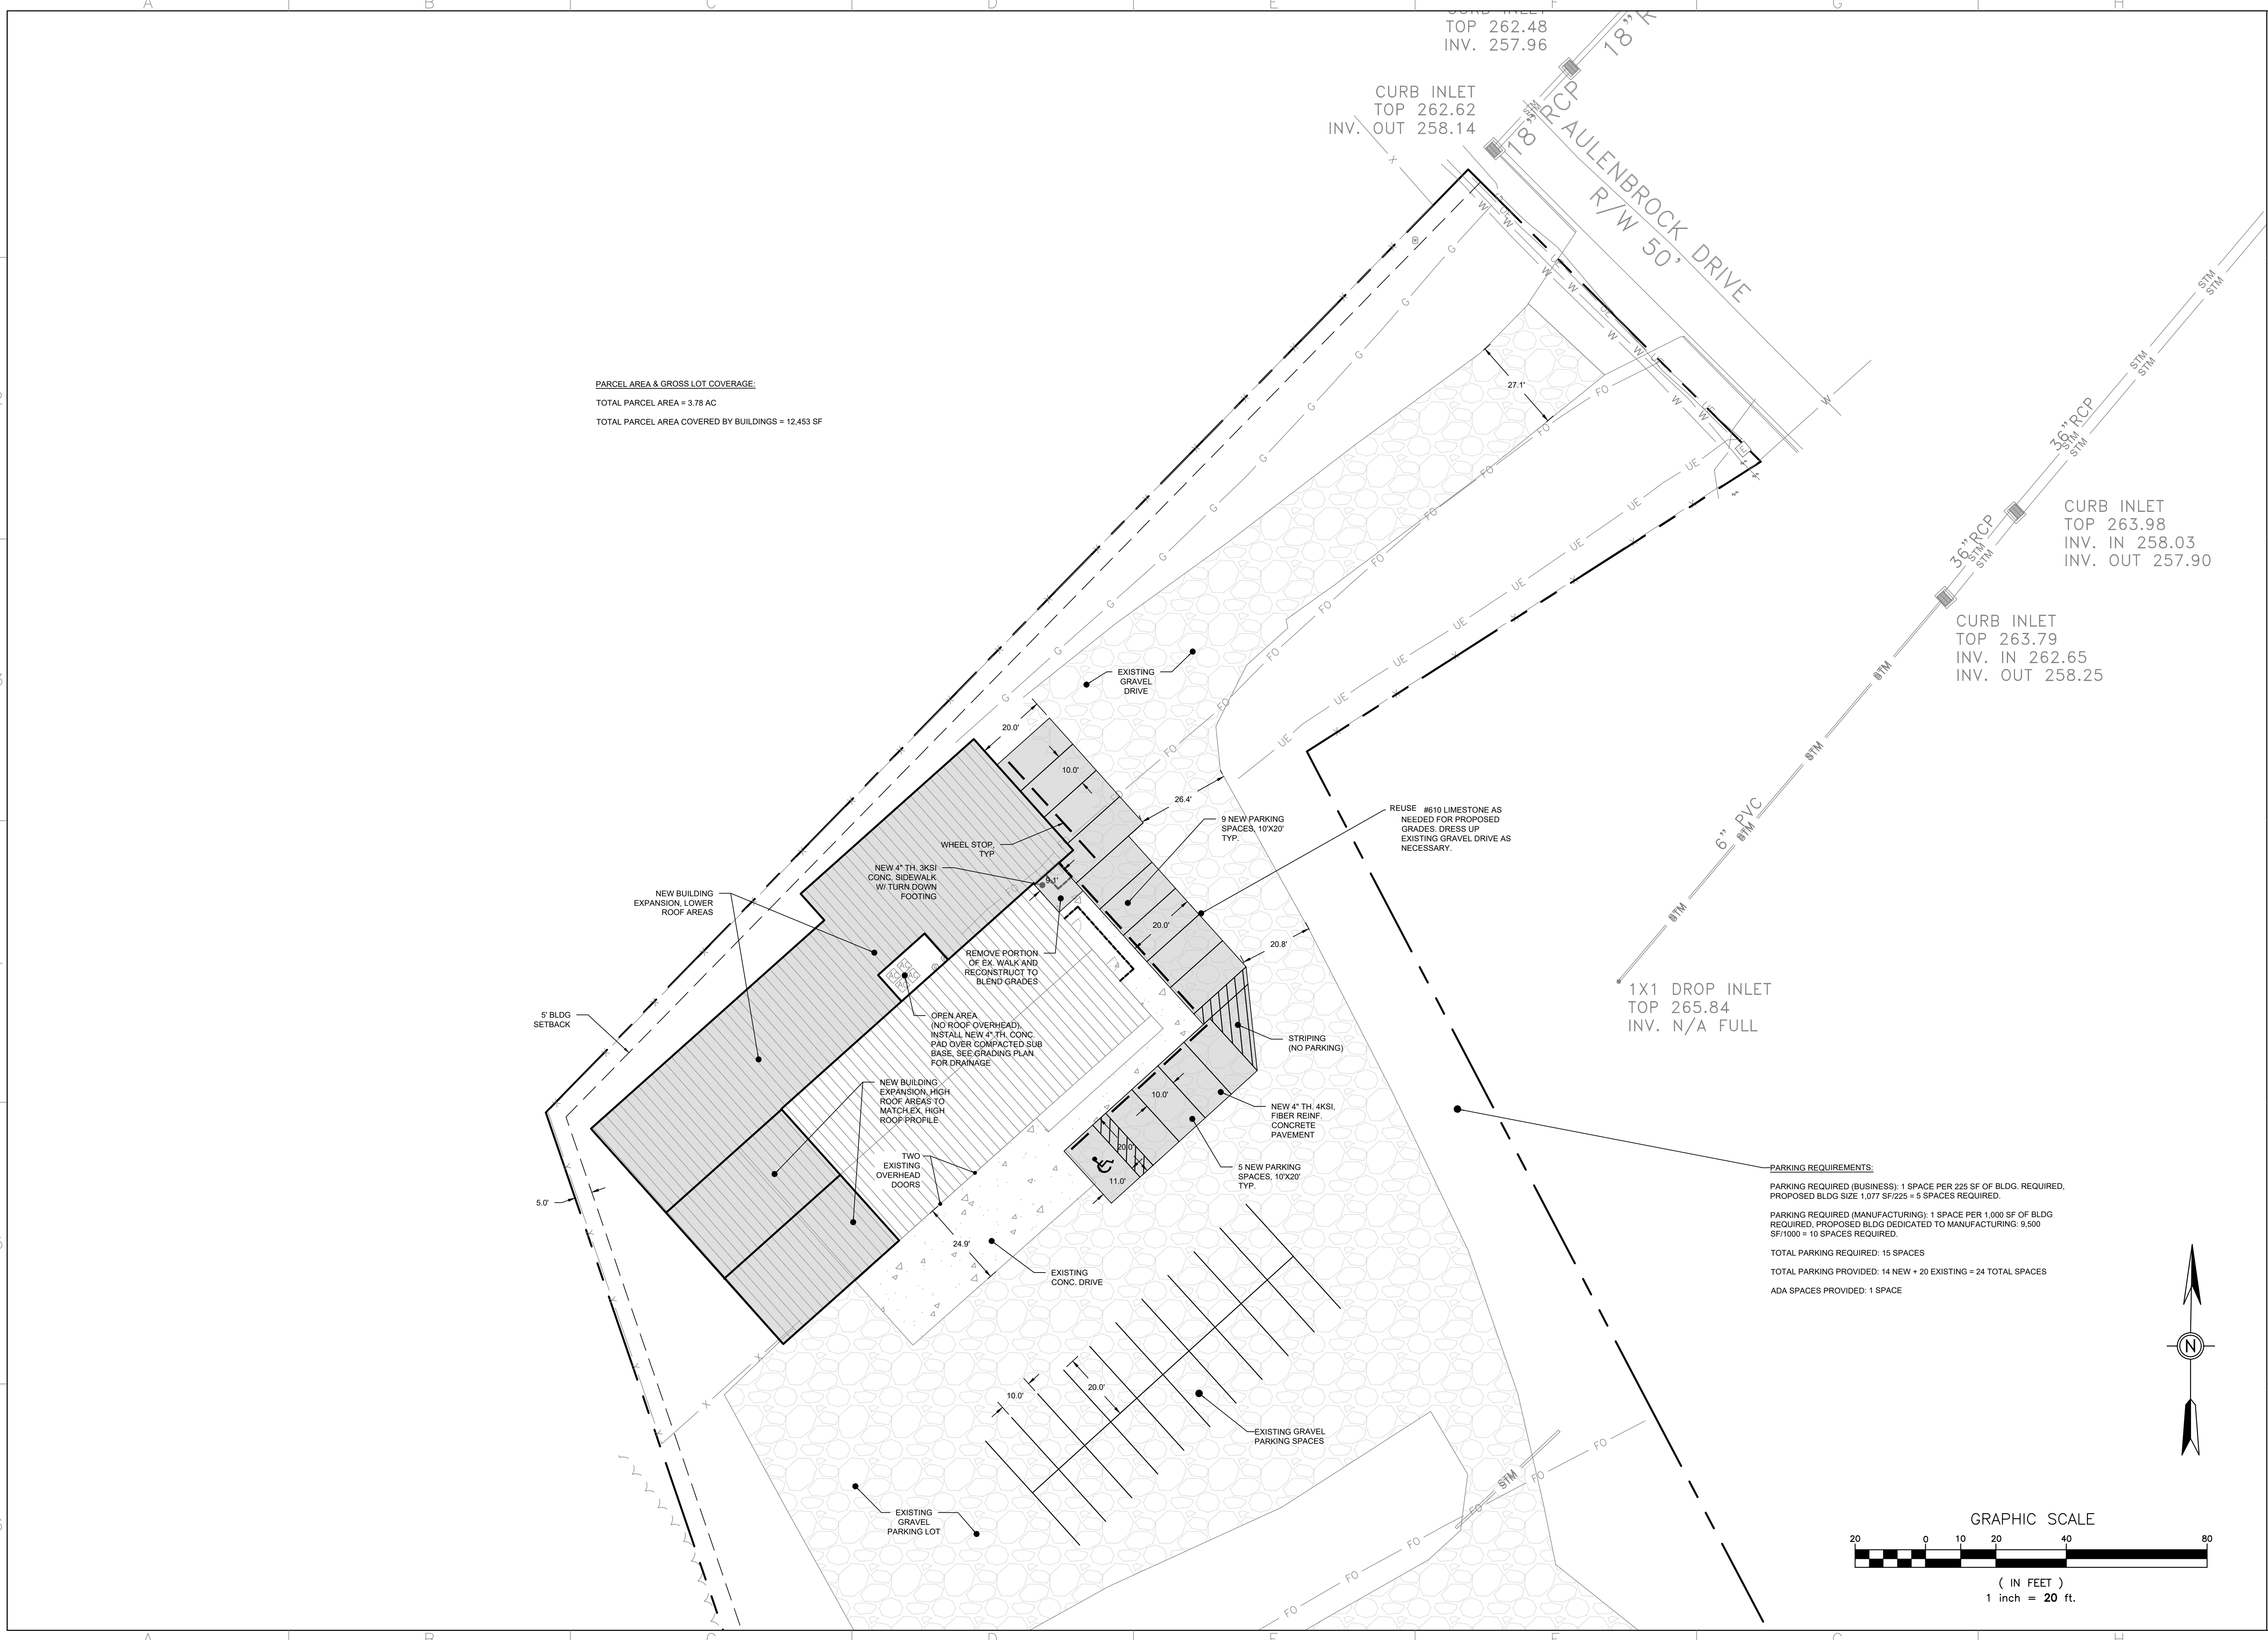 A
B
C
D
E
F
G
H
TOP 262.48
INV. 257.96
18" R
CURB INLET
TOP 262.62
INV. OUT 258.14
18" RCP
STM
STM
AULENBROCK DRIVE
R/W 50'
PARCEL AREA & GROSS LOT COVERAGE:
TOTAL PARCEL AREA = 3.78 AC
TOTAL PARCEL AREA COVERED BY BUILDINGS = 12,453 SF
27.1'
36" RCP
CURB INLET
TOP 263.98
INV. IN 258.03
INV. OUT 257.90
36" RCP
CURB INLET
TOP 263.79
INV. IN 262.65
INV. OUT 258.25
6" PVC
1X1 DROP INLET
TOP 265.84
INV. N/A FULL
EXISTING
GRAVEL
DRIVE
20.0'
10.0'
26.4'
9 NEW PARKING
SPACES, 10'X20'
TYP.
REUSE #610 LIMESTONE AS
NEEDED FOR PROPOSED
GRADES. DRESS UP
EXISTING GRAVEL DRIVE AS
NECESSARY.
WHEEL STOP,
TYP
NEW 4" TH. 3KSI
CONC. SIDEWALK
W/ TURN DOWN
FOOTING
9.1'
NEW BUILDING
EXPANSION, LOWER
ROOF AREAS
20.0'
20.8'
REMOVE PORTION
OF EX. WALK AND
RECONSTRUCT TO
BLEND GRADES
AC
AC
AC
AC
5' BLDG
SETBACK
OPEN AREA
(NO ROOF OVERHEAD),
INSTALL NEW 4" TH. CONC.
PAD OVER COMPACTED SUB
BASE, SEE GRADING PLAN
FOR DRAINAGE
STRIPING
(NO PARKING)
NEW BUILDING
EXPANSION, HIGH
ROOF AREAS TO
MATCH EX. HIGH
ROOF PROFILE
10.0'
NEW 4" TH. 4KSI,
FIBER REINF.
CONCRETE
PAVEMENT
20.0'
11.0'
TWO
EXISTING
OVERHEAD
DOORS
5 NEW PARKING
SPACES, 10'X20'
TYP.
5.0'
24.9'
EXISTING
CONC. DRIVE
PARKING REQUIREMENTS:
PARKING REQUIRED (BUSINESS): 1 SPACE PER 225 SF OF BLDG. REQUIRED,
PROPOSED BLDG SIZE 1,077 SF/225 = 5 SPACES REQUIRED.
PARKING REQUIRED (MANUFACTURING): 1 SPACE PER 1,000 SF OF BLDG
REQUIRED, PROPOSED BLDG DEDICATED TO MANUFACTURING: 9,500
SF/1000 = 10 SPACES REQUIRED.
TOTAL PARKING REQUIRED: 15 SPACES
TOTAL PARKING PROVIDED: 14 NEW + 20 EXISTING = 24 TOTAL SPACES
ADA SPACES PROVIDED: 1 SPACE
N
10.0'
20.0'
EXISTING GRAVEL
PARKING SPACES
EXISTING
GRAVEL
PARKING LOT
STM
FO
GRAPHIC SCALE
20 0 10 20 40 80
( IN FEET )
1 inch = 20 ft.